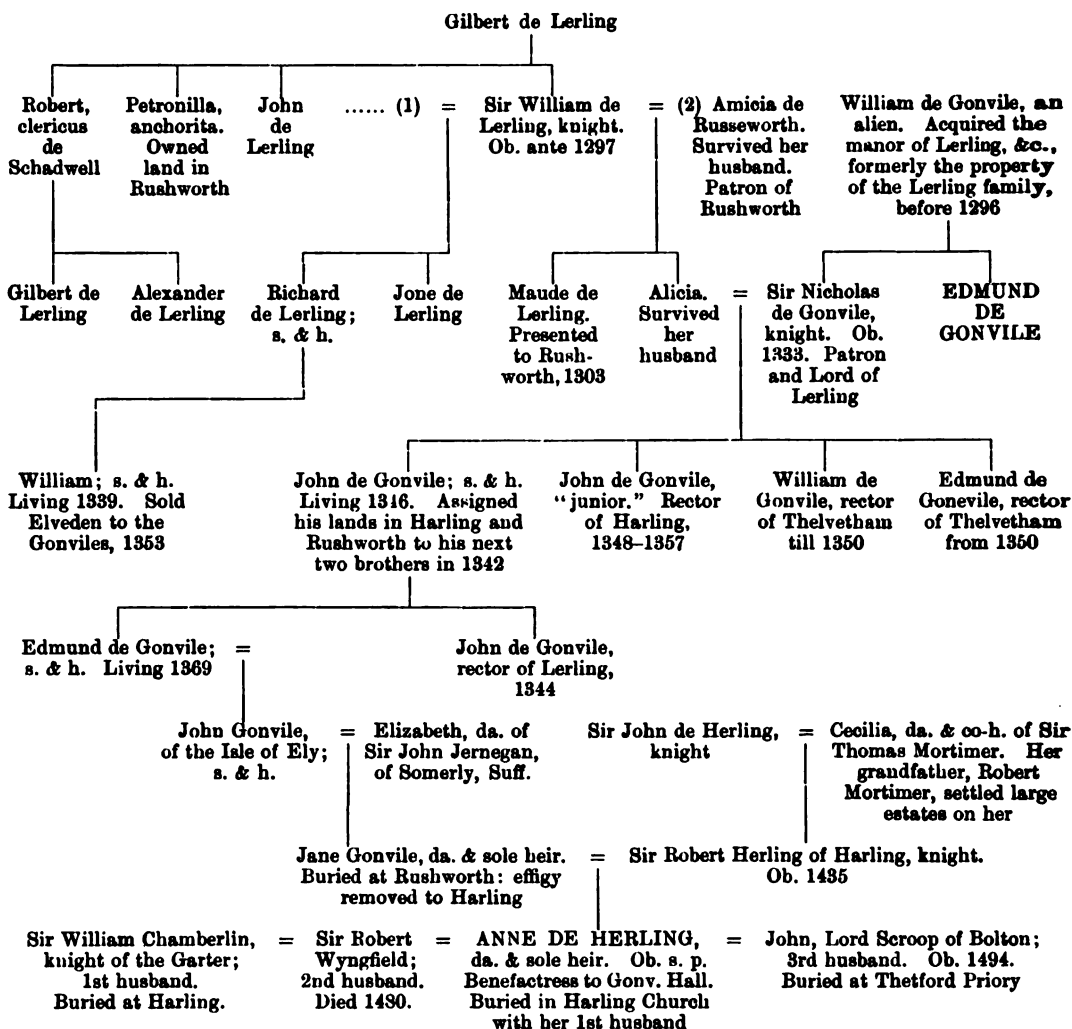 Gilbert de Lerling
Robert,
clericus
de
Schadwell
Petronilla,
anchorita.
Owned
land in
Rushworth
John
de
Lerling
...... (1) =
Sir William de
Lerling, knight.
Ob. ante 1297
= (2) Amicia de
Russeworth.
Survived her
husband.
Patron of
Rushworth
William de Gonvile, an
alien. Acquired the
manor of Lerling, &c.,
formerly the property
of the Lerling family,
before 1296
Gilbert de
Lerling
Alexander
de Lerling
Richard
de Lerling;
s. & h.
Jone de
Lerling
Maude de
Lerling.
Presented
to Rush-
worth, 1303
Alicia.
Survived
her
husband
=
Sir Nicholas
de Gonvile,
knight. Ob.
1333. Patron
and Lord of
Lerling
EDMUND
DE
GONVILE
William; s. & h.
Living 1339. Sold
Elveden to the
Gonviles, 1353
John de Gonvile; s. & h.
Living 1346. Assigned
his lands in Harling and
Rushworth to his next
two brothers in 1342
John de Gonvile,
"junior." Rector
of Harling,
1348–1357
William de
Gonvile, rector
of Thelvetham
till 1350
Edmund de
Gonevile, rector
of Thelvetham
from 1350
Edmund de Gonvile; =
s. & h. Living 1369
John de Gonvile,
rector of Lerling,
1344
John Gonvile,
of the Isle of Ely;
s. & h.
=
Elizabeth, da. of
Sir John Jernegan,
of Somerly, Suff.
Sir John de Herling,
knight
=
Cecilia, da. & co-h. of Sir
Thomas Mortimer. Her
grandfather, Robert
Mortimer, settled large
estates on her
Jane Gonvile, da. & sole heir.
Buried at Rushworth: effigy
removed to Harling
=
Sir Robert Herling of Harling, knight.
Ob. 1435
Sir William Chamberlin,
knight of the Garter;
1st husband.
Buried at Harling.
=
Sir Robert
Wyngfield;
2nd husband.
Died 1480.
=
ANNE DE HERLING,
da. & sole heir. Ob. s. p.
Benefactress to Gonv. Hall.
Buried in Harling Church
with her 1st husband
=
John, Lord Scroop of Bolton;
3rd husband. Ob. 1494.
Buried at Thetford Priory